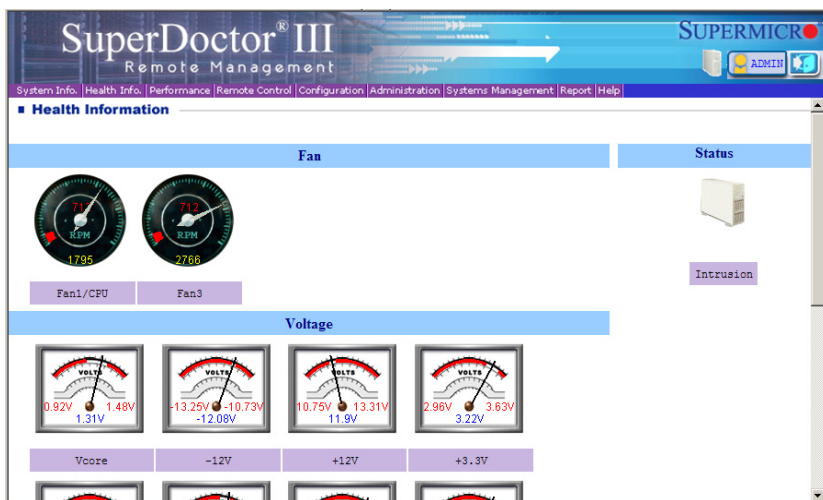 SuperDoctor® III
Remote Management
SUPERMICRO
ADMIN
System Info. Health Info. Performance Remote Control Configuration Administration Systems Management Report Help
Health Information
Fan
Status
712 712
RPM RPM
1795 2766
Intrusion
Fan1/CPU Fan3
Voltage
VOLTS VOLTS VOLTS VOLTS
0.92V 1.48V -13.25V -10.73V 10.75V 13.31V 2.96V 3.63V
1.31V -12.08V 11.9V 3.22V
Vcore -12V +12V +3.3V